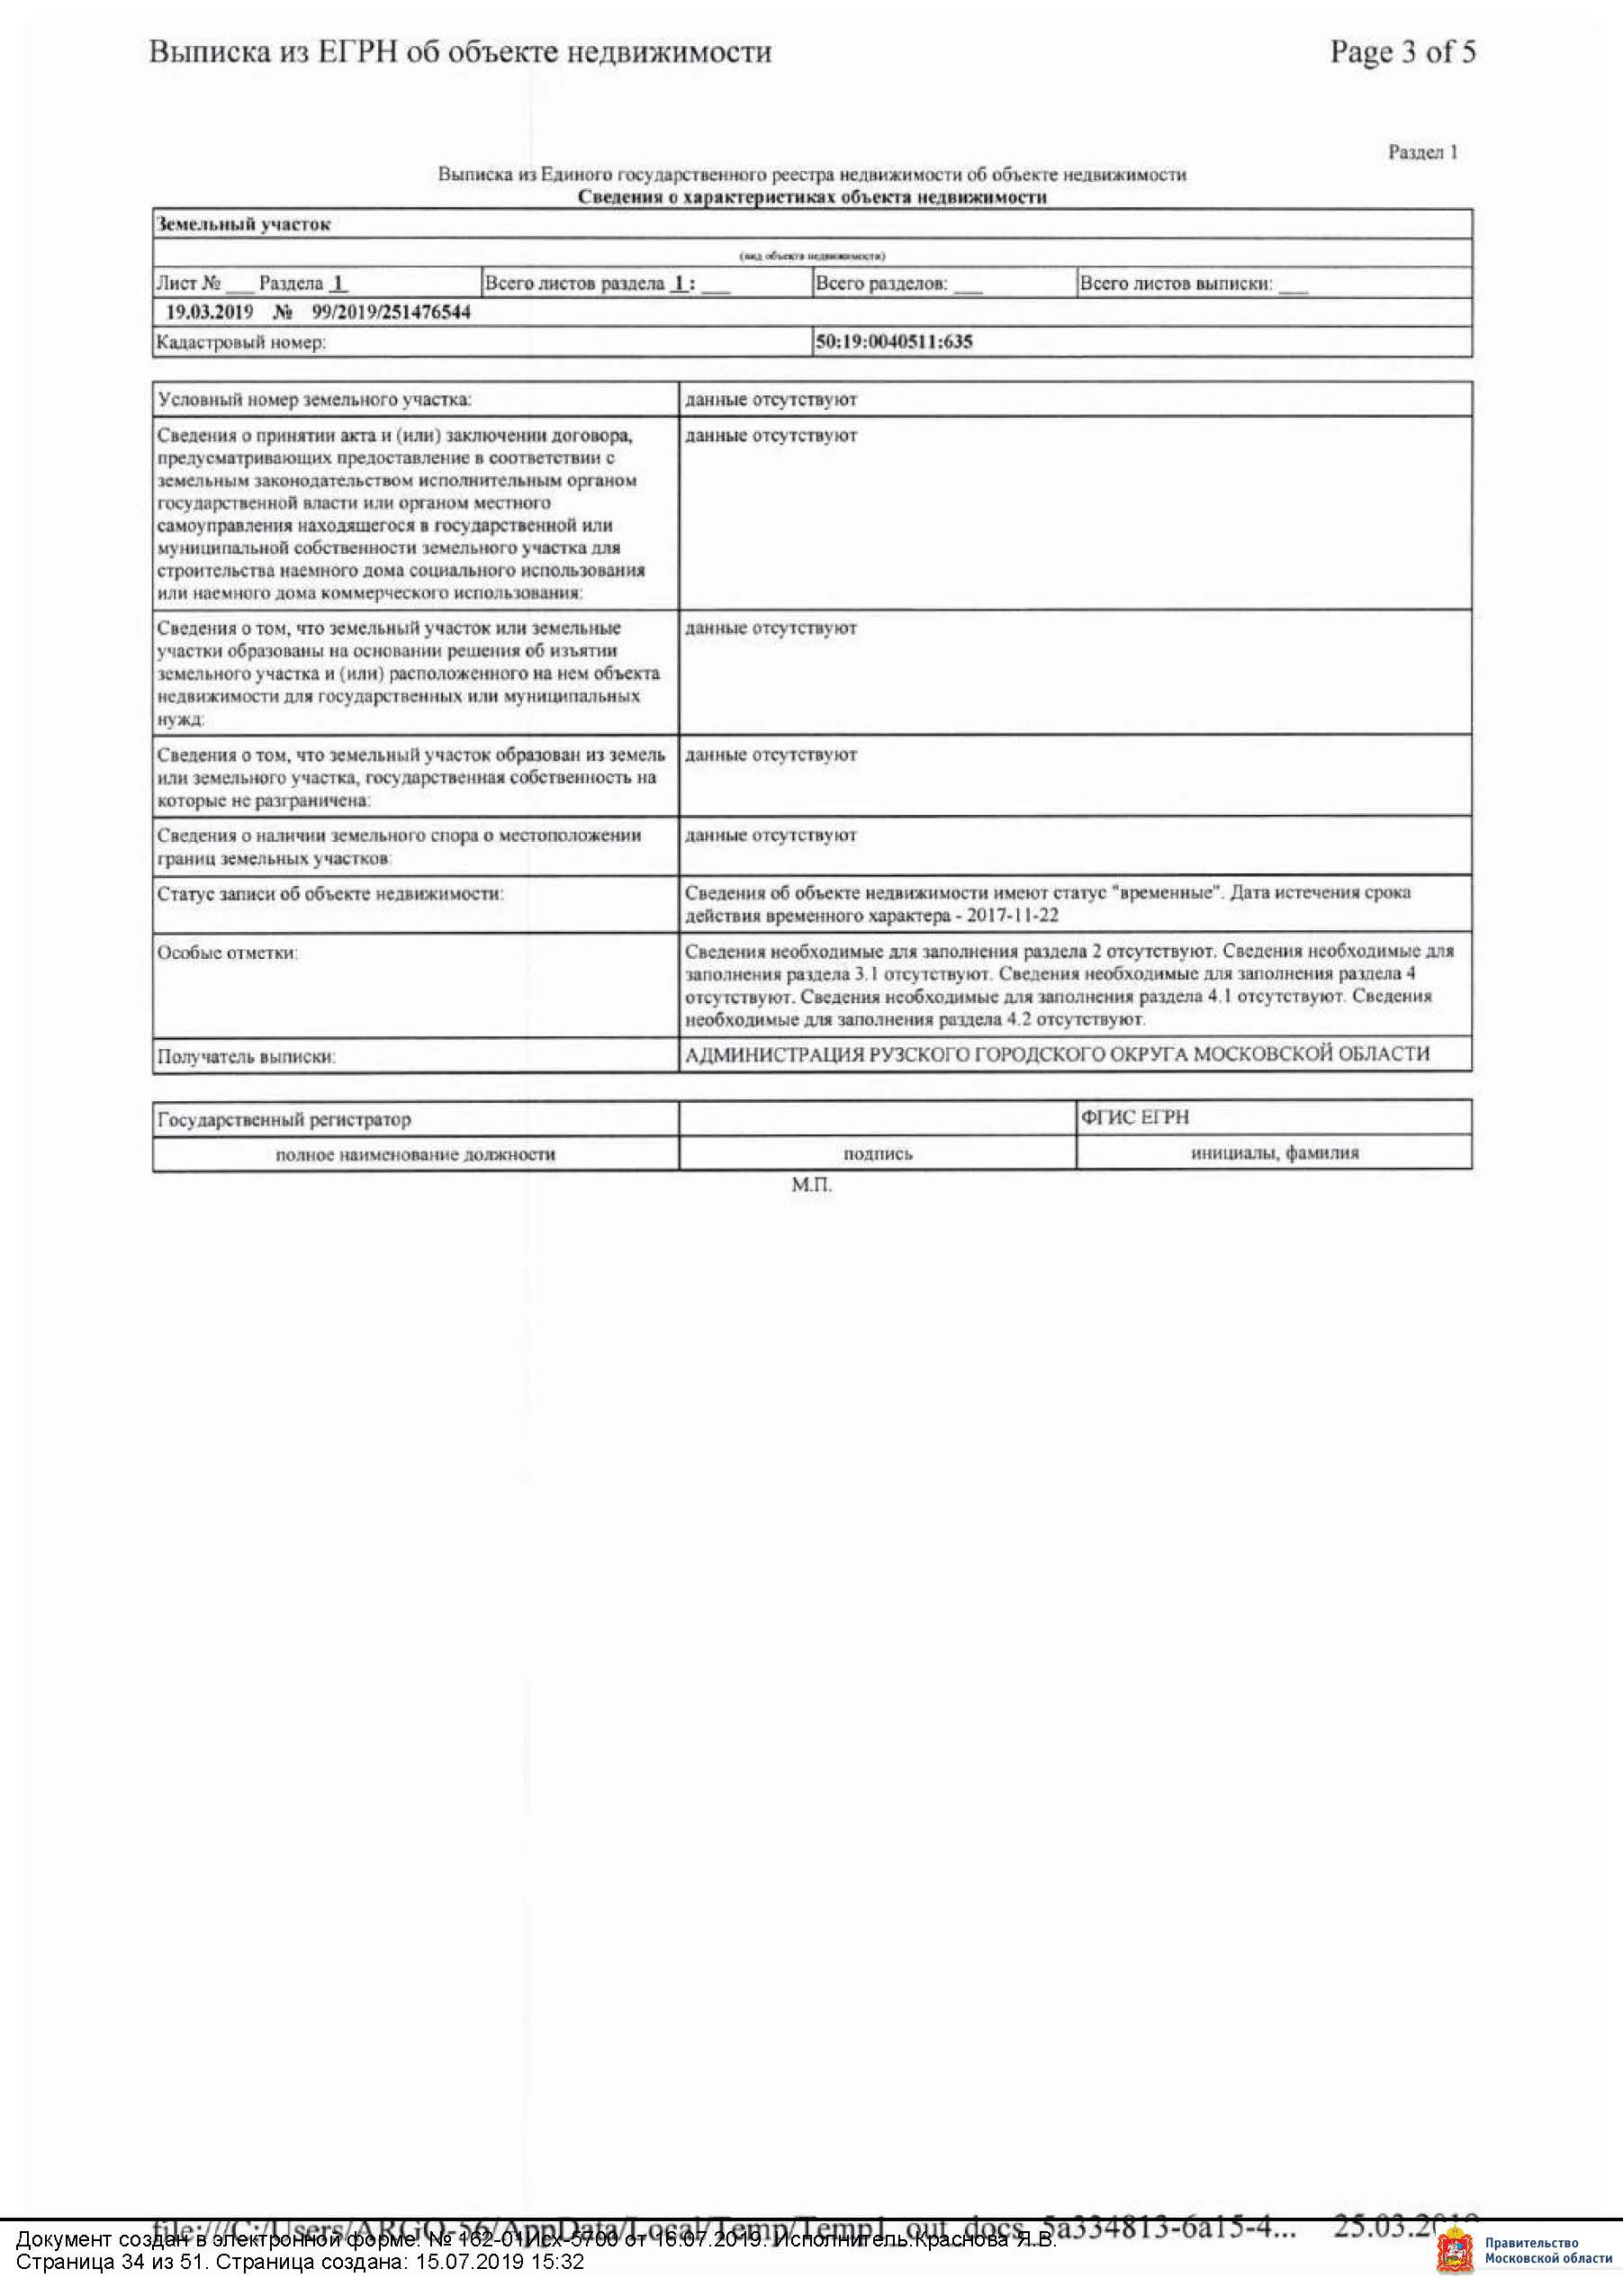 Выписка из ЕГРН об объекте недвижимости Page 3 of 5
Раздел 1
Выписка из Единого государственного реестра недвижимости об объекте недвижимости
Сведения о характеристиках объекта недвижимости
Земельный участок
(вид объекта недвижимости)
Лист № ___ Раздела 1 Всего листов раздела 1 : ___ Всего разделов: ___ Всего листов выписки: ___
19.03.2019 № 99/2019/251476544
Кадастровый номер: 50:19:0040511:635
Условный номер земельного участка: данные отсутствуют
Сведения о принятии акта и (или) заключении договора, данные отсутствуют
предусматривающих предоставление в соответствии с
земельным законодательством исполнительным органом
государственной власти или органом местного
самоуправления находящегося в государственной или
муниципальной собственности земельного участка для
строительства наемного дома социального использования
или наемного дома коммерческого использования:
Сведения о том, что земельный участок или земельные данные отсутствуют
участки образованы на основании решения об изъятии
земельного участка и (или) расположенного на нем объекта
недвижимости для государственных или муниципальных
нужд:
Сведения о том, что земельный участок образован из земель данные отсутствуют
или земельного участка, государственная собственность на
которые не разграничена:
Сведения о наличии земельного спора о местоположении данные отсутствуют
границ земельных участков:
Статус записи об объекте недвижимости: Сведения об объекте недвижимости имеют статус "временные". Дата истечения срока
действия временного характера - 2017-11-22
Особые отметки: Сведения необходимые для заполнения раздела 2 отсутствуют. Сведения необходимые для
заполнения раздела 3.1 отсутствуют. Сведения необходимые для заполнения раздела 4
отсутствуют. Сведения необходимые для заполнения раздела 4.1 отсутствуют. Сведения
необходимые для заполнения раздела 4.2 отсутствуют.
Получатель выписки: АДМИНИСТРАЦИЯ РУЗСКОГО ГОРОДСКОГО ОКРУГА МОСКОВСКОЙ ОБЛАСТИ
Государственный регистратор ФГИС ЕГРН
полное наименование должности подпись инициалы, фамилия
М.П.
file:///C:/Users/ARGO-56/AppData/Local/Temp/Temp1_out_docs_5a334813-6a15-4... 25.03.2019
Документ создан в электронной форме. № 162-01Исх-5700 от 16.07.2019. Исполнитель:Краснова Я.В.
Страница 34 из 51. Страница создана: 15.07.2019 15:32
Правительство
Московской области